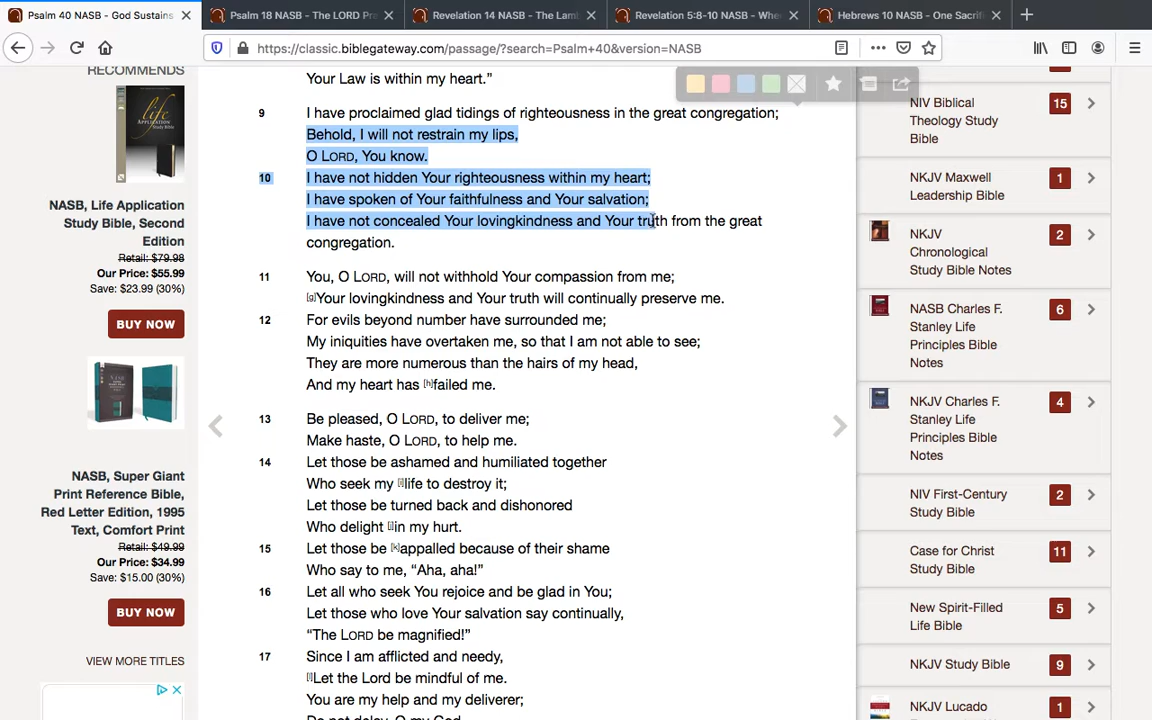 Psalm 40 NASB - God Sustains
Psalm 18 NASB - The LORD Pr
Revelation 14 NASB - The Lam
Revelation 5:8-10 NASB - Whe
Hebrews 10 NASB - One Sacrif
https://classic.biblegateway.com/passage/?search=Psalm+40&version=NASB
RECOMMENDS
NASB, Life Application
Study Bible, Second
Edition
Retail: $79.98
Our Price: $55.99
Save: $23.99 (30%)
BUY NOW
NASB, Super Giant
Print Reference Bible,
Red Letter Edition, 1995
Text, Comfort Print
Retail: $49.99
Our Price: $34.99
Save: $15.00 (30%)
BUY NOW
VIEW MORE TITLES
Your Law is within my heart.”
9 I have proclaimed glad tidings of righteousness in the great congregation;
Behold, I will not restrain my lips,
O LORD, You know.
10 I have not hidden Your righteousness within my heart;
I have spoken of Your faithfulness and Your salvation;
I have not concealed Your lovingkindness and Your truth from the great
congregation.
11 You, O LORD, will not withhold Your compassion from me;
[g]Your lovingkindness and Your truth will continually preserve me.
12 For evils beyond number have surrounded me;
My iniquities have overtaken me, so that I am not able to see;
They are more numerous than the hairs of my head,
And my heart has [h]failed me.
13 Be pleased, O LORD, to deliver me;
Make haste, O LORD, to help me.
14 Let those be ashamed and humiliated together
Who seek my [i]life to destroy it;
Let those be turned back and dishonored
Who delight [j]in my hurt.
15 Let those be [k]appalled because of their shame
Who say to me, “Aha, aha!”
16 Let all who seek You rejoice and be glad in You;
Let those who love Your salvation say continually,
“The LORD be magnified!”
17 Since I am afflicted and needy,
[l]Let the Lord be mindful of me.
You are my help and my deliverer;
Do not delay, O my God.
NIV Biblical
Theology Study
Bible
15
NKJV Maxwell
Leadership Bible
1
NKJV
Chronological
Study Bible Notes
2
NASB Charles F.
Stanley Life
Principles Bible
Notes
6
NKJV Charles F.
Stanley Life
Principles Bible
Notes
4
NIV First-Century
Study Bible
2
Case for Christ
Study Bible
11
New Spirit-Filled
Life Bible
5
NKJV Study Bible
9
NKJV Lucado
1